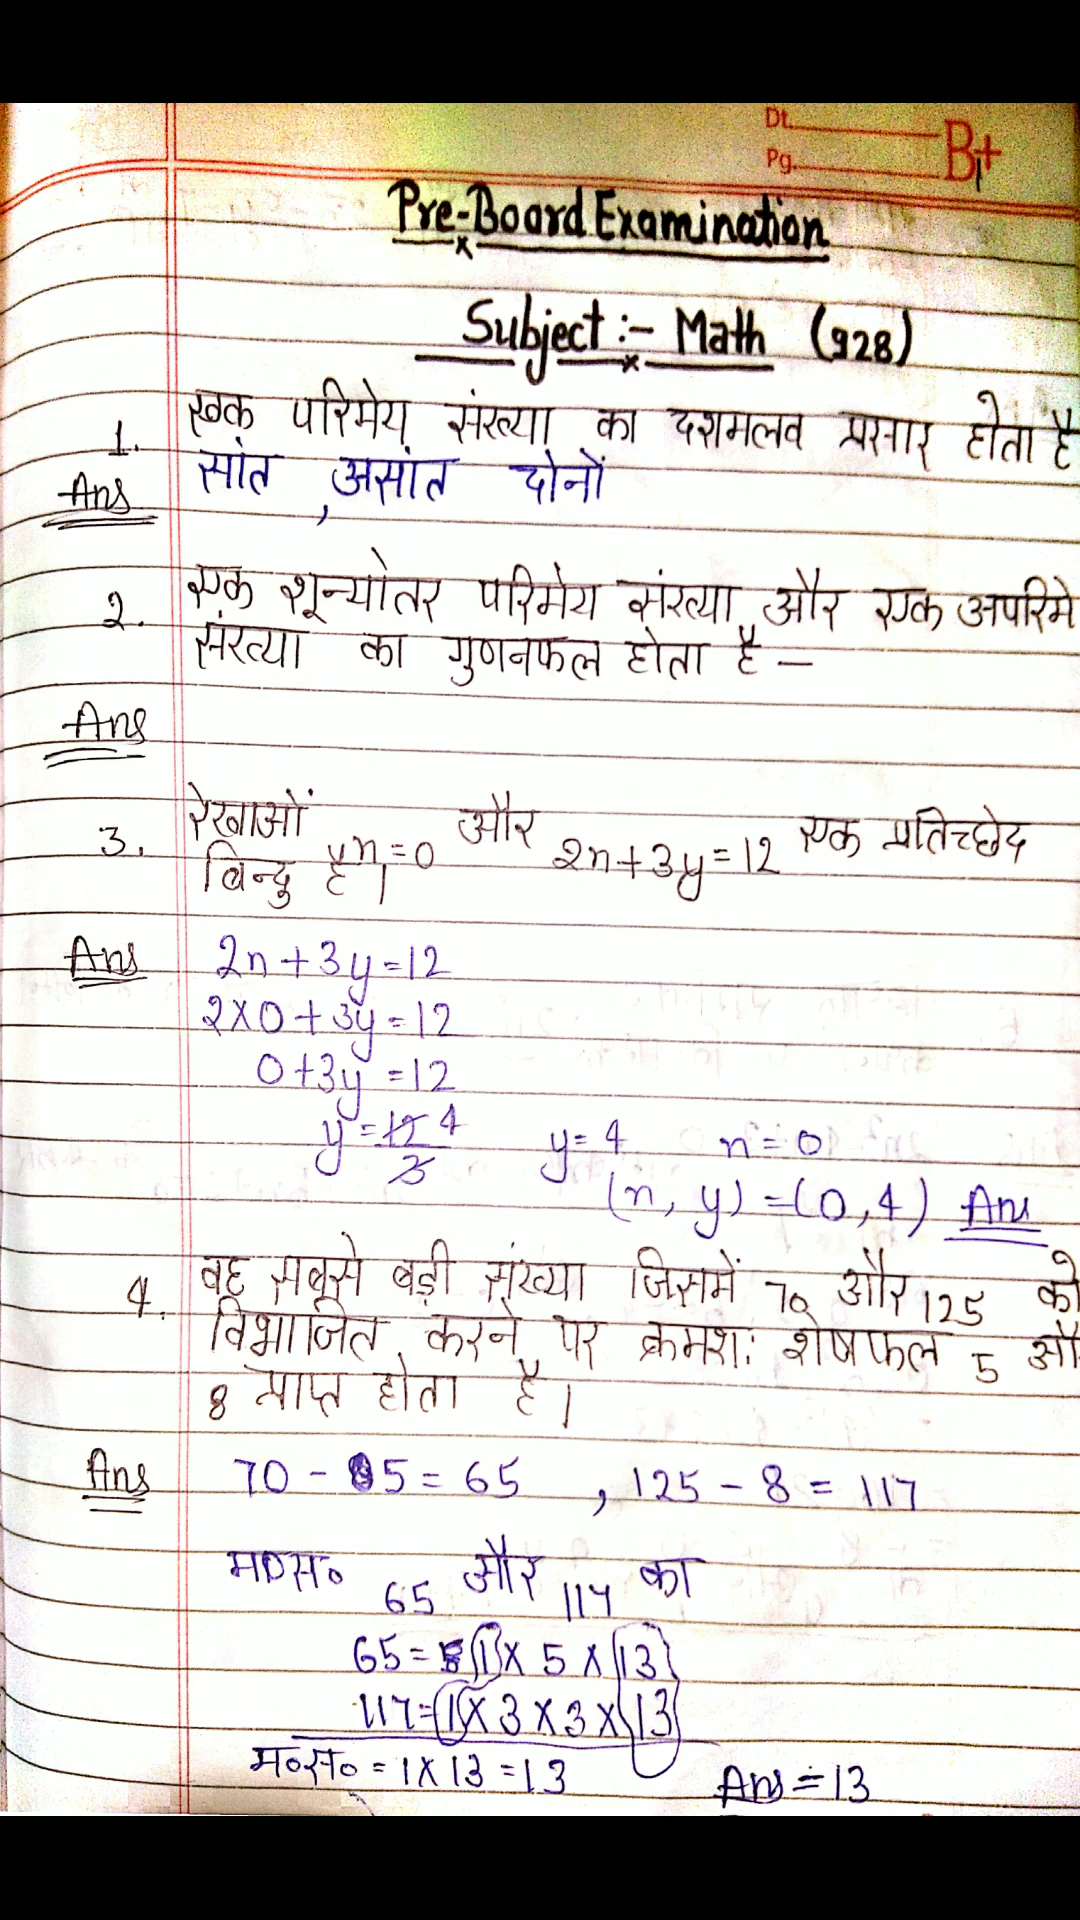 Dt.
Pg.
B+
Pre-Board Examination
Subject :- Math (928)
1. एक परिमेय संख्या का दशमलव प्रसार होता है
Ans सांत , असांत दोनों
2. एक शून्योतर परिमेय संख्या और एक अपरिमे
संख्या का गुणनफल होता है –
Ans
3. रेखाओं x=0 और 2x+3y=12 एक प्रतिच्छेद
बिन्दु है।
Ans 2x+3y=12
2×0+3y=12
0+3y=12
y=12/3 4 y=4 x=0
(x, y)=(0,4) Ans
4. वह सबसे बड़ी संख्या जिसमें 70 और 125 को
विभाजित करने पर क्रमशः शेषफल 5 औ
8 प्राप्त होता है।
Ans 70-5=65 , 125-8=117
म०स० 65 और 117 का
65=1×5×13
117=1×3×3×13
म०स०=1×13=13
Ans=13